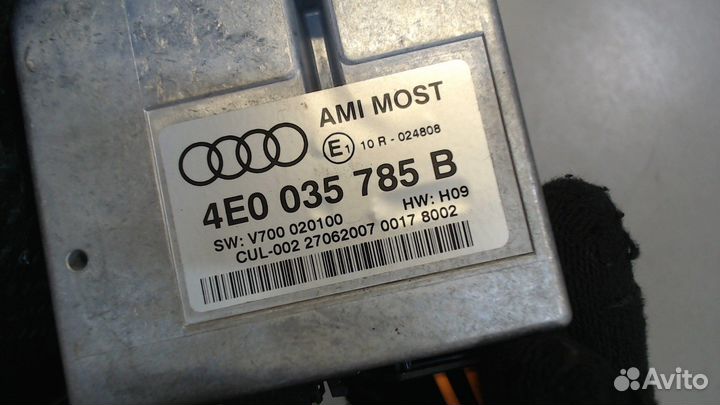 AMI MOST
E1 10 R - 024808
4E0 035 785 B
SW: V700 020100 HW: H09
CUL-002 27062007 0017 8002
Avito